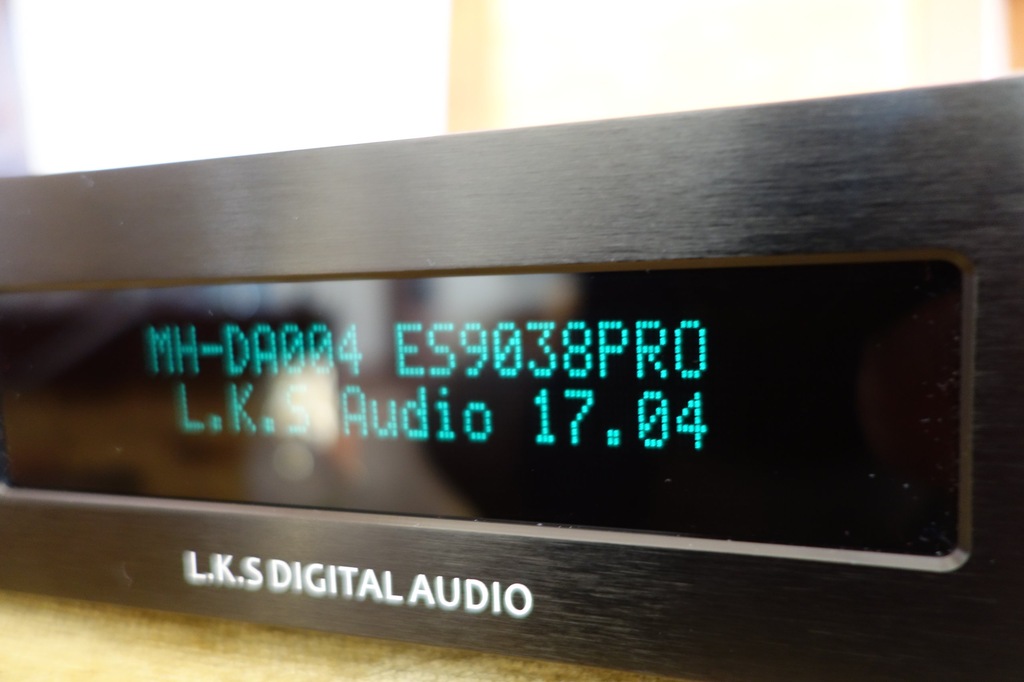 MH-DA004 ES9038PRO
L.K.S Audio 17.04
L.K.S DIGITAL AUDIO